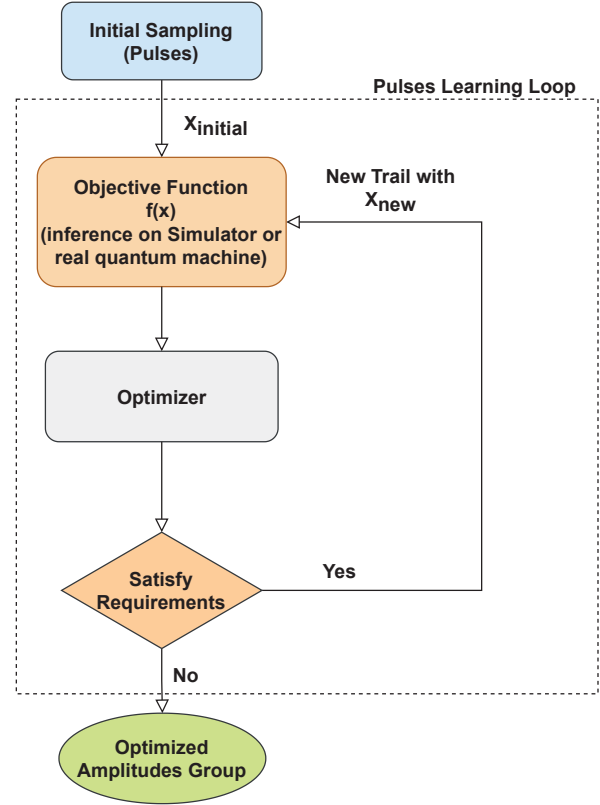 Initial Sampling
(Pulses)
Pulses Learning Loop
Xinitial
Objective Function
f(x)
(inference on Simulator or
real quantum machine)
New Trail with
Xnew
Optimizer
Satisfy
Requirements
Yes
No
Optimized
Amplitudes Group